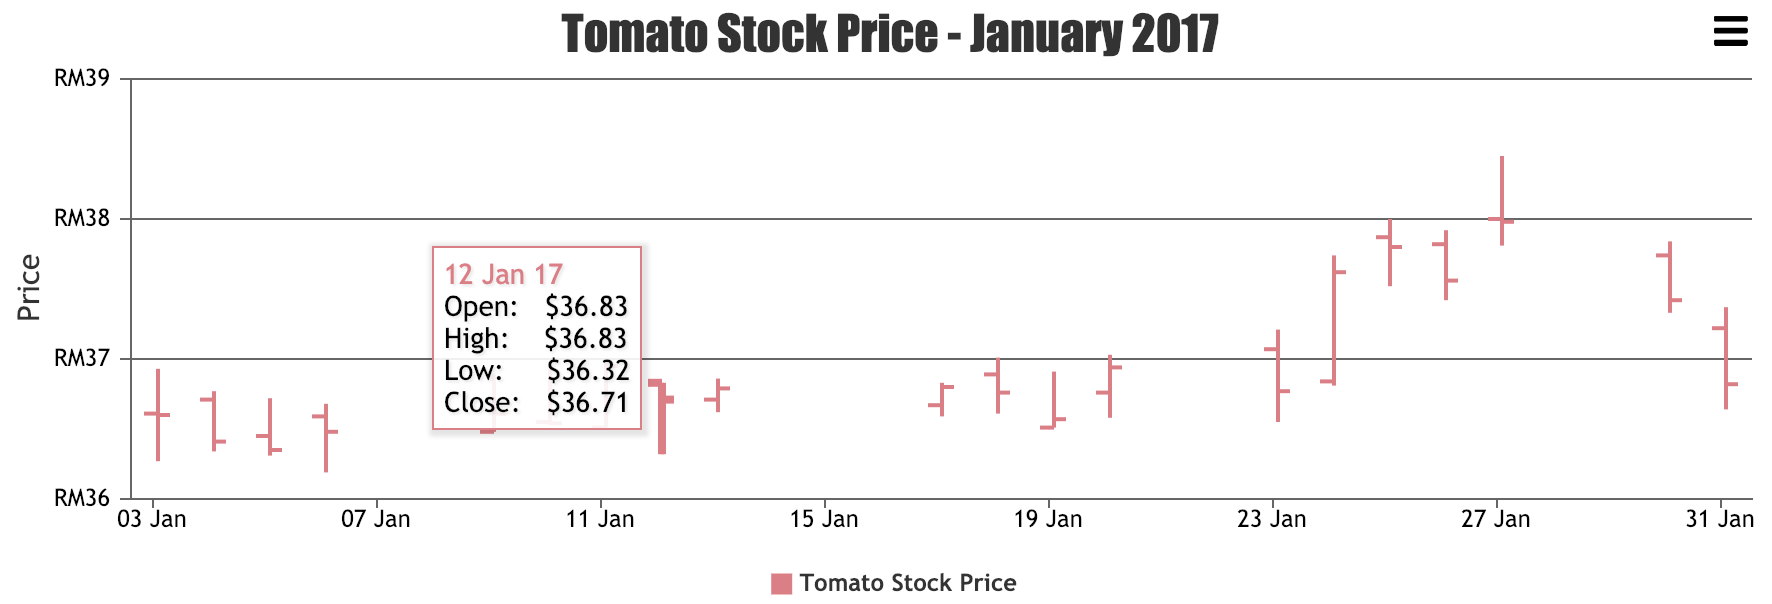 Tomato Stock Price - January 2017
RM39
RM38
RM37
RM36
Price
12 Jan 17
Open: $36.83
High: $36.83
Low: $36.32
Close: $36.71
03 Jan 07 Jan 11 Jan 15 Jan 19 Jan 23 Jan 27 Jan 31 Jan
Tomato Stock Price